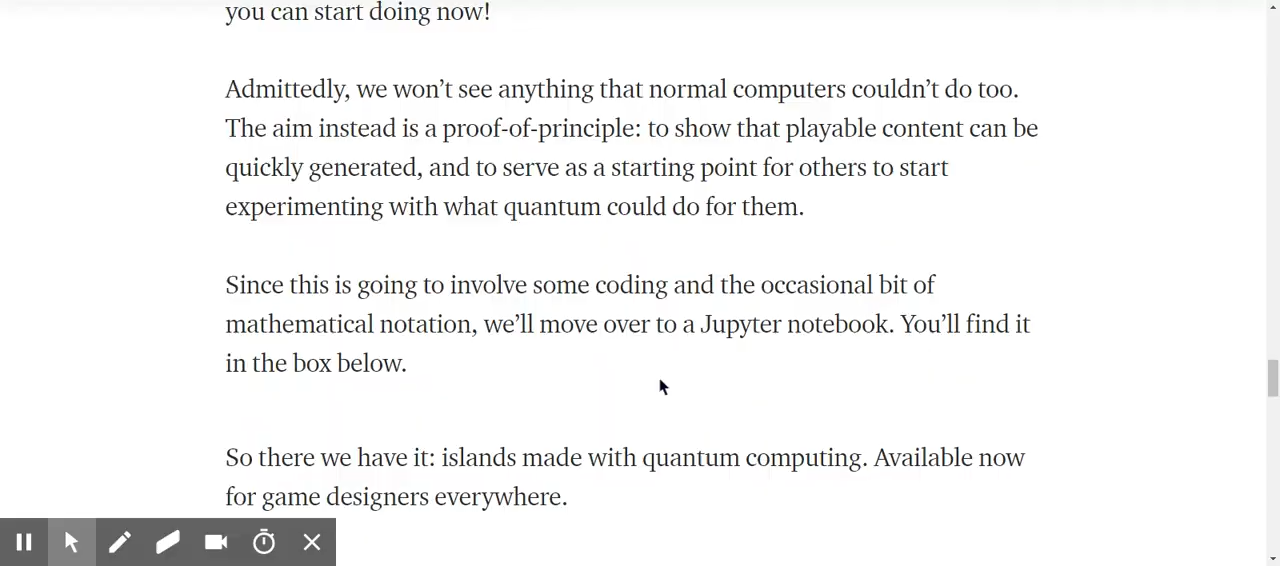 you can start doing now!
Admittedly, we won’t see anything that normal computers couldn’t do too.
The aim instead is a proof-of-principle: to show that playable content can be
quickly generated, and to serve as a starting point for others to start
experimenting with what quantum could do for them.
Since this is going to involve some coding and the occasional bit of
mathematical notation, we’ll move over to a Jupyter notebook. You’ll find it
in the box below.
So there we have it: islands made with quantum computing. Available now
for game designers everywhere.